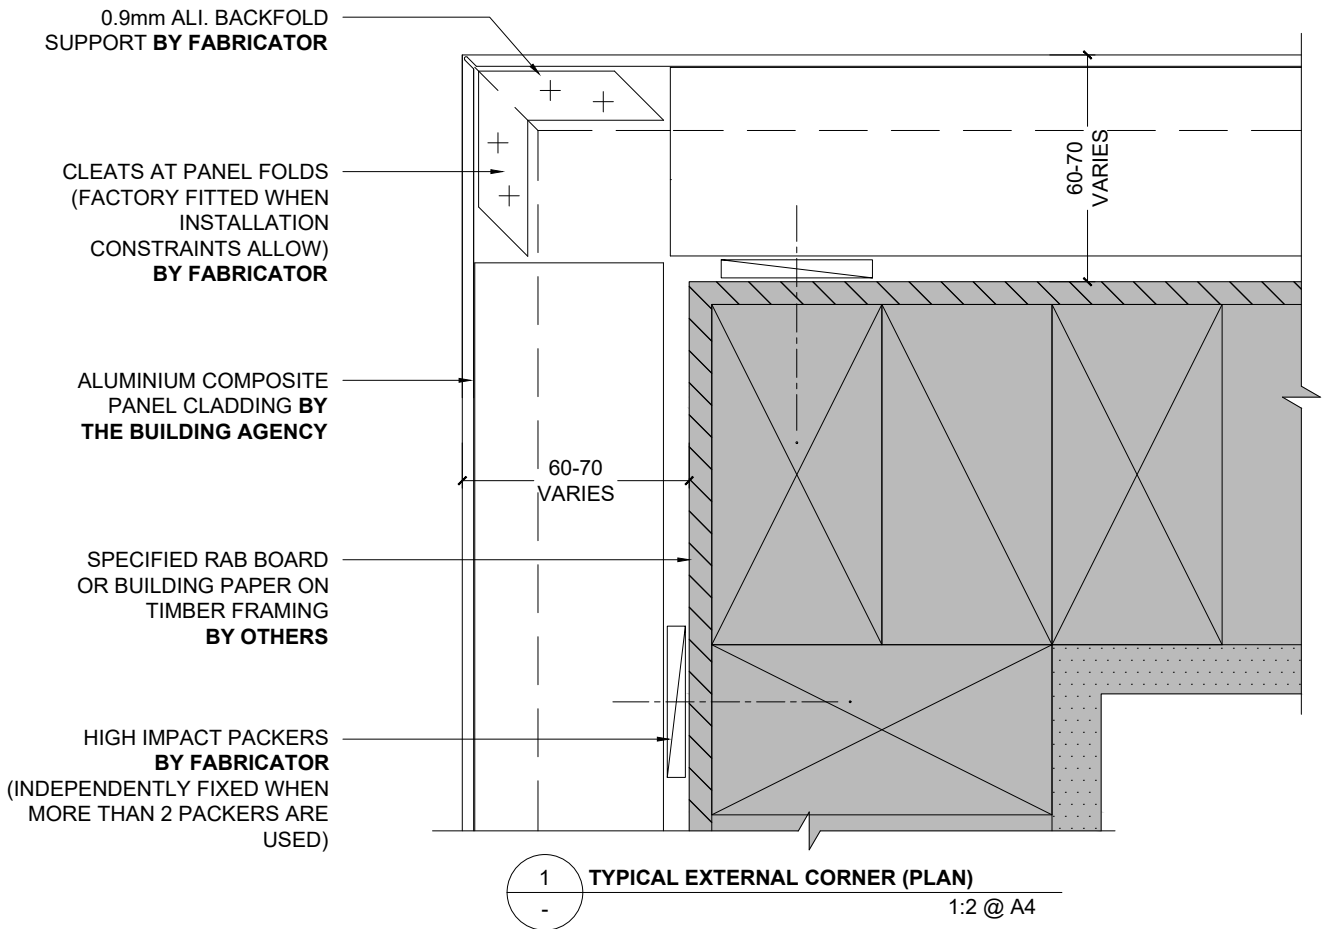 0.9mm ALI. BACKFOLD
SUPPORT BY FABRICATOR
CLEATS AT PANEL FOLDS
(FACTORY FITTED WHEN
INSTALLATION
CONSTRAINTS ALLOW)
BY FABRICATOR
ALUMINIUM COMPOSITE
PANEL CLADDING BY
THE BUILDING AGENCY
SPECIFIED RAB BOARD
OR BUILDING PAPER ON
TIMBER FRAMING
BY OTHERS
HIGH IMPACT PACKERS
BY FABRICATOR
(INDEPENDENTLY FIXED WHEN
MORE THAN 2 PACKERS ARE
USED)
60-70
VARIES
60-70
VARIES
1
-
TYPICAL EXTERNAL CORNER (PLAN)
1:2 @ A4